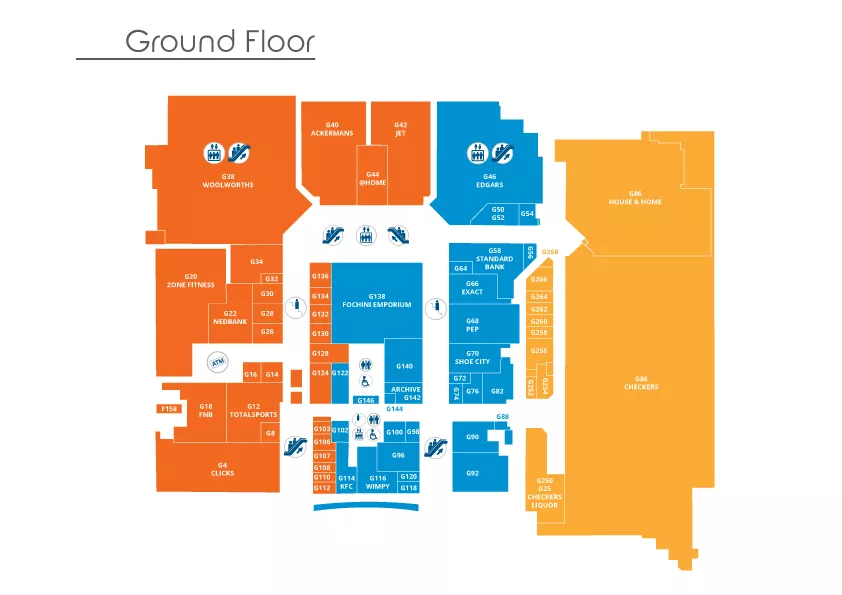 Ground Floor
G38
WOOLWORTHS
G40
ACKERMANS
G42
JET
G44
@HOME
G46
EDGARS
G50
G52
G54
G86
HOUSE & HOME
G34
G32
G20
ZONE FITNESS
G30
G22
NEDBANK
G28
G26
ATM
G16
G14
F158
G18
FNB
G12
TOTALSPORTS
G8
G4
CLICKS
G136
G134
G132
G130
G128
G124
G122
G138
FOCHINI EMPORIUM
G140
ARCHIVE
G142
G146
G144
G103
G102
G106
G107
G108
G110
G112
G114
KFC
G116
WIMPY
G100
G98
G96
G120
G118
G58
STANDARD
BANK
G56
G64
G66
EXACT
G68
PEP
G70
SHOE CITY
G72
G74
G76
G82
G88
G90
G92
G268
G266
G264
G262
G260
G258
G256
G252
G254
G86
CHECKERS
G250
G25
CHECKERS
LIQUOR